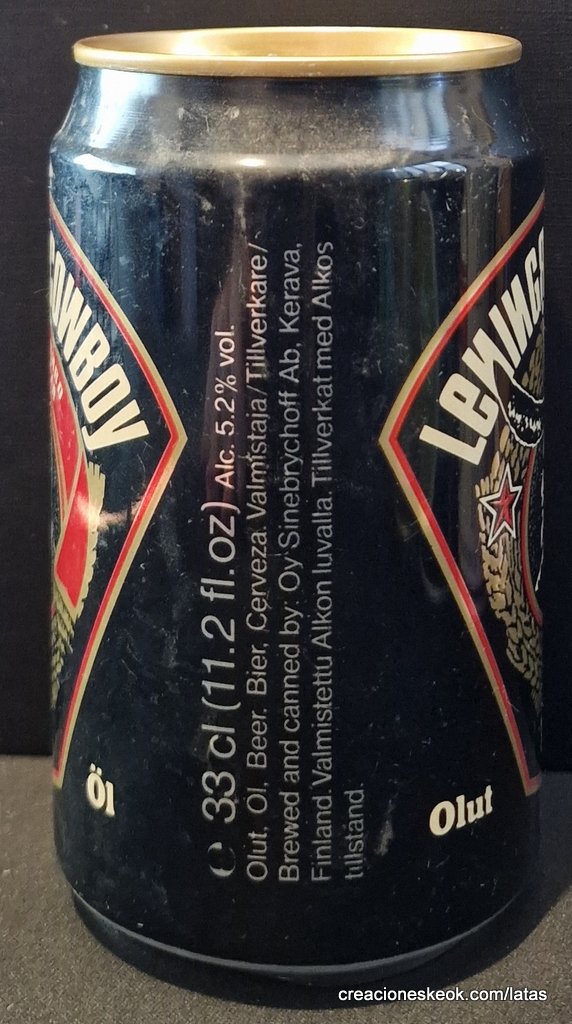 COWBOY
LENINGR
℮ 33 cl (11.2 fl.oz) Alc. 5.2% vol.
Olut, Öl, Beer, Bier, Cerveza. Valmistaja/Tillverkare/
Brewed and canned by: Oy Sinebrychoff Ab, Kerava,
Finland. Valmistettu Alkon luvalla. Tillverkat med Alkos
tillstånd.
Öl
Olut
creacioneskeok.com/latas